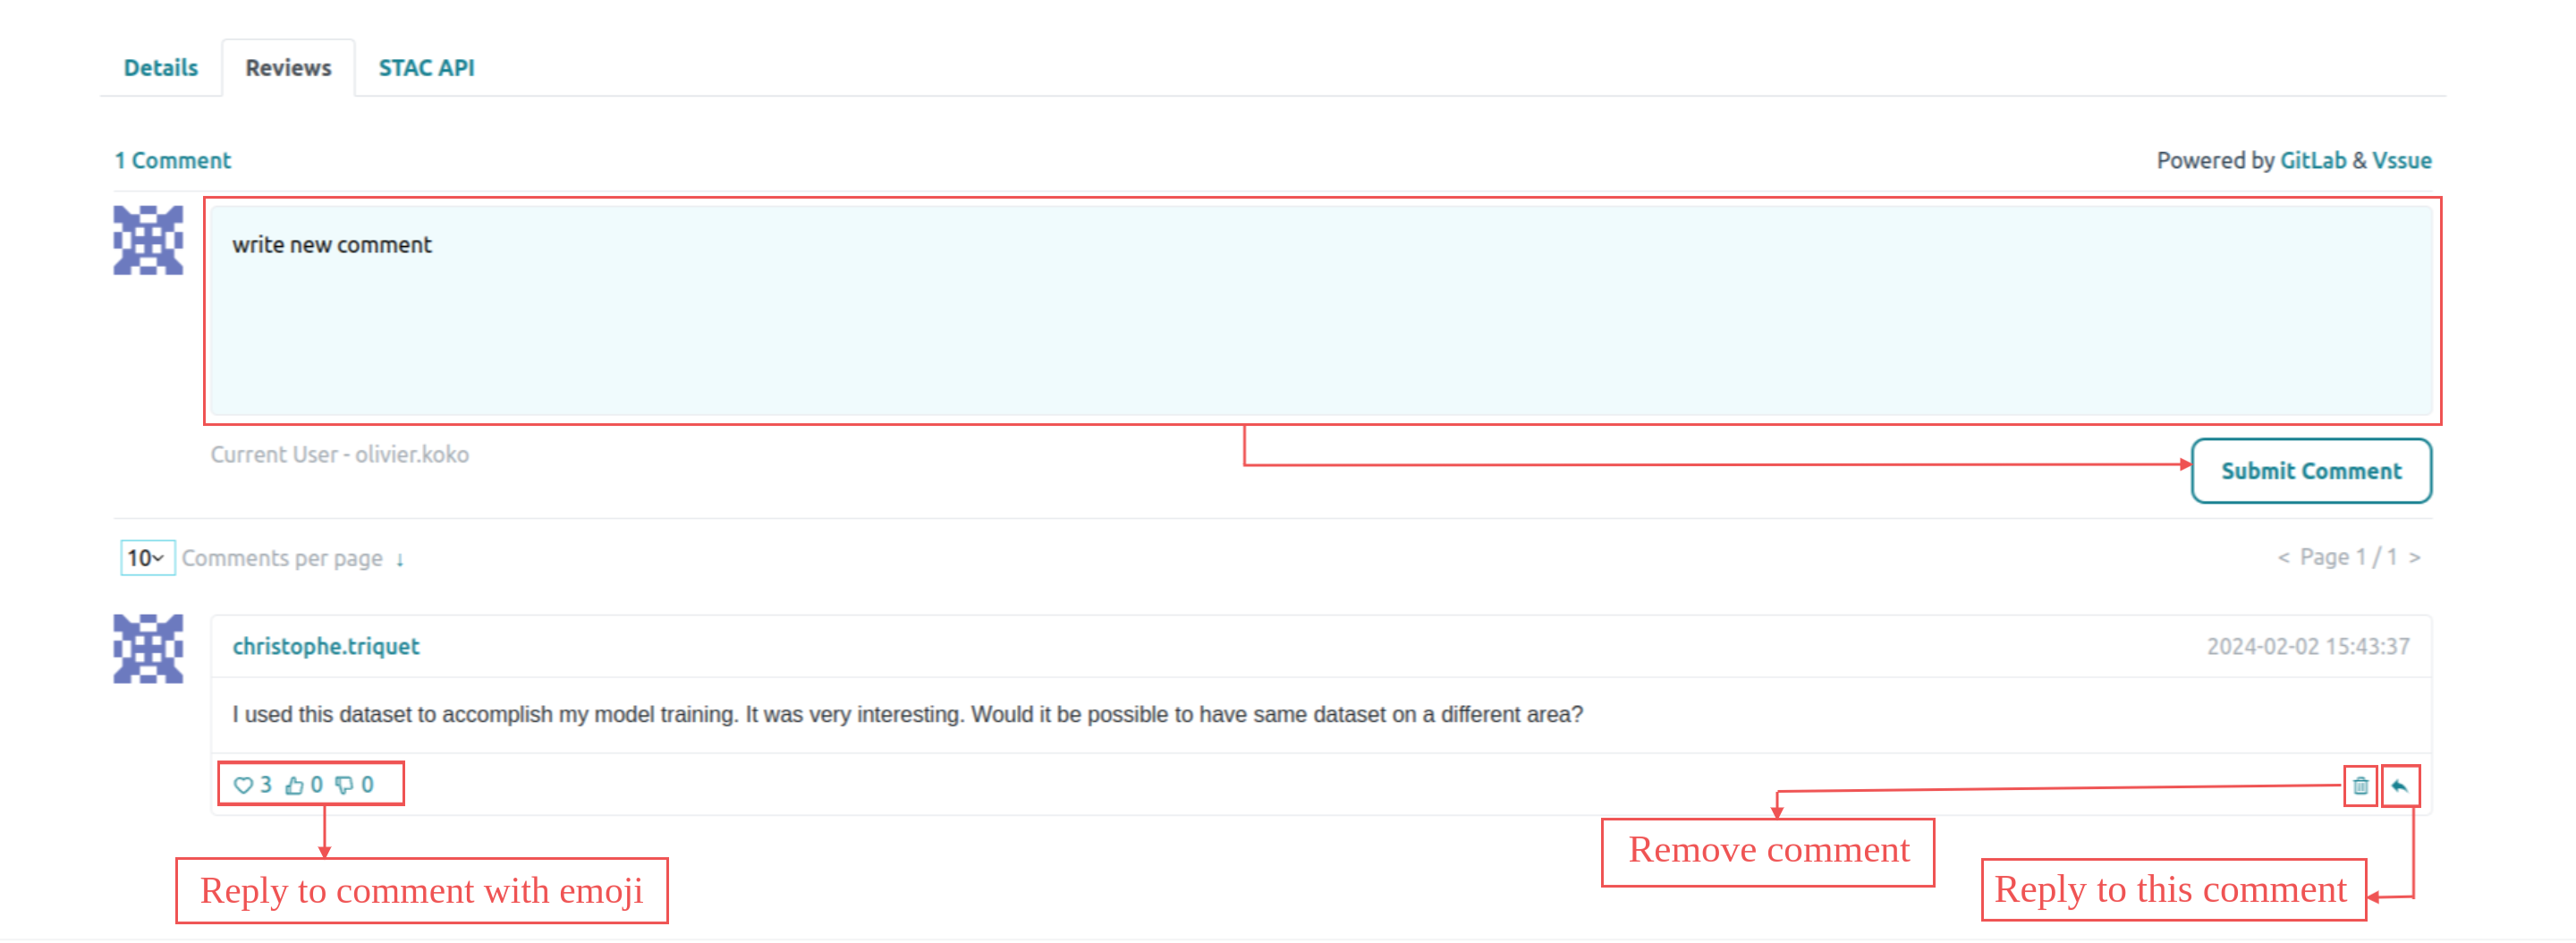 Details Reviews STAC API
1 Comment Powered by GitLab & Vssue
write new comment
Current User - olivier.koko
Submit Comment
10 Comments per page ↓ < Page 1 / 1 >
christophe.triquet 2024-02-02 15:43:37
I used this dataset to accomplish my model training. It was very interesting. Would it be possible to have same dataset on a different area?
3 0 0
Remove comment
Reply to comment with emoji
Reply to this comment